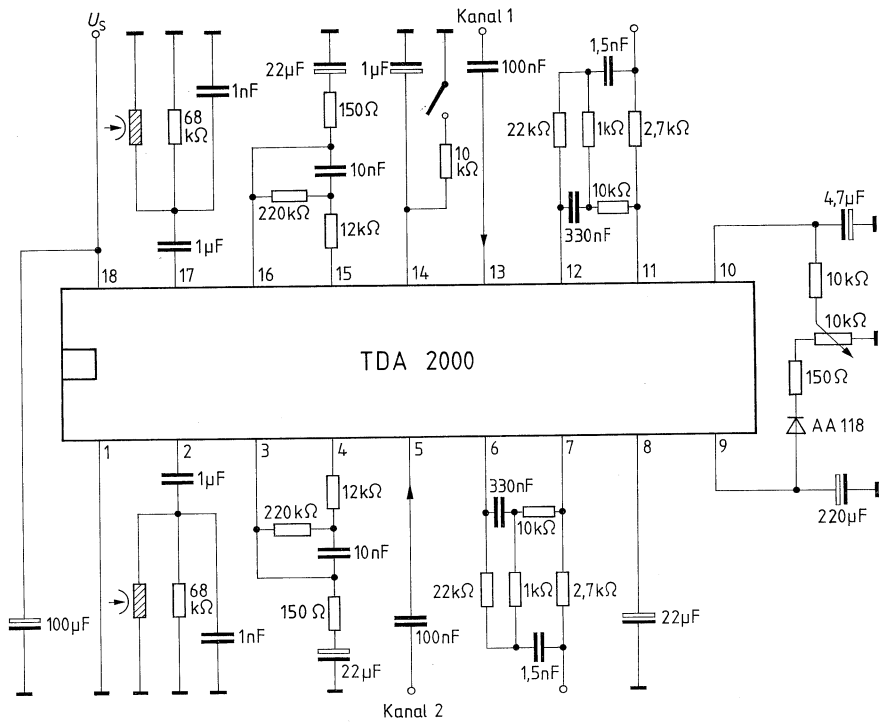 Kanal 1
U_S
1,5nF
22µF
1µF
100nF
1nF
150Ω
68
kΩ
22kΩ
1kΩ
2,7kΩ
10
kΩ
10nF
10kΩ
220kΩ
4,7µF
12kΩ
330nF
1µF
18
17
16
15
14
13
12
11
10
10kΩ
10kΩ
TDA 2000
150Ω
AA 118
1
2
3
4
5
6
7
8
9
1µF
12kΩ
330nF
220kΩ
10kΩ
220µF
10nF
68
kΩ
22kΩ
1kΩ
2,7kΩ
150 Ω
100µF
22µF
1nF
100nF
22µF
1,5nF
Kanal 2